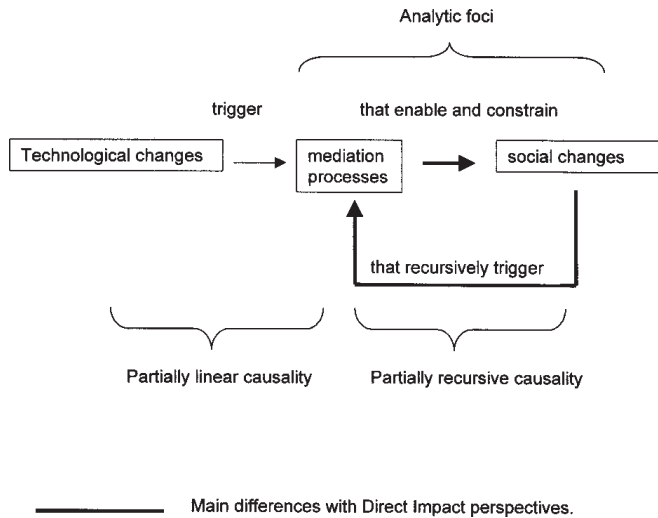 Analytic foci
trigger
that enable and constrain
Technological changes
mediation
processes
social changes
that recursively trigger
Partially linear causality
Partially recursive causality
Main differences with Direct Impact perspectives.